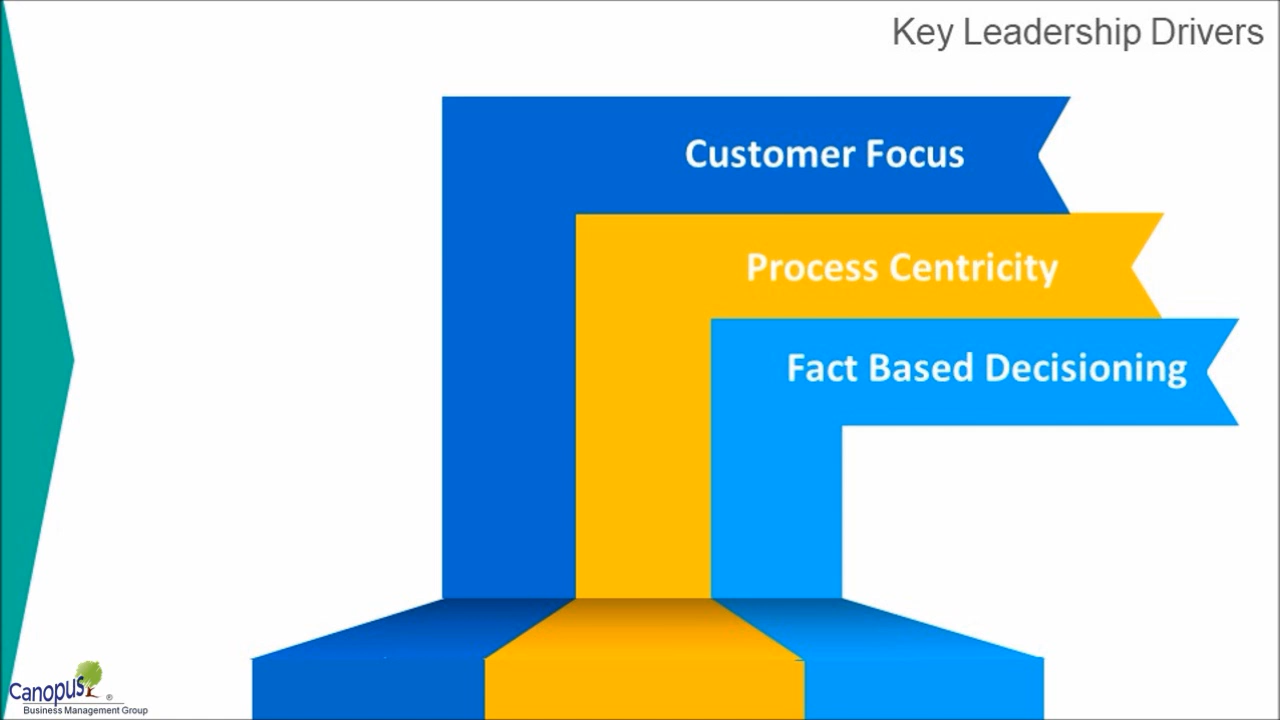 Key Leadership Drivers
Customer Focus
Process Centricity
Fact Based Decisioning
Canopus ®
Business Management Group